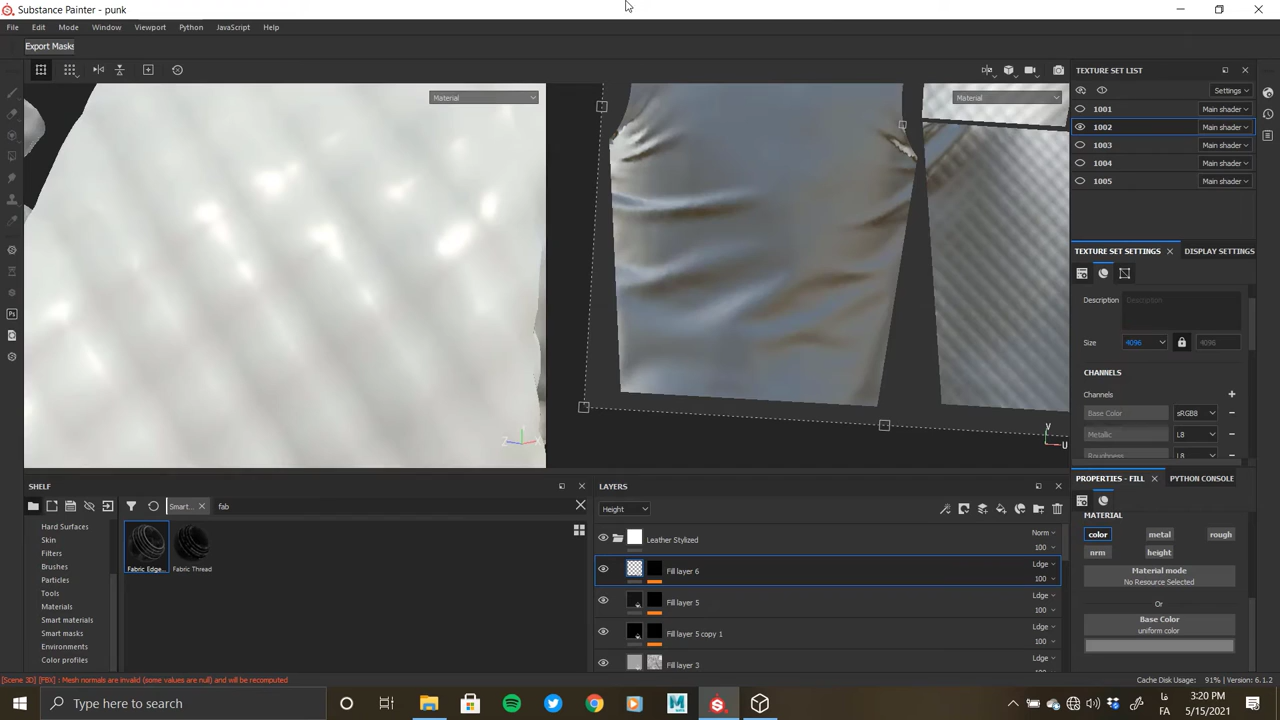 Substance Painter - punk
File Edit Mode Window Viewport Python JavaScript Help
Export Masks
Material
Material
TEXTURE SET LIST
Settings
1001 Main shader
1002 Main shader
1003 Main shader
1004 Main shader
1005 Main shader
TEXTURE SET SETTINGS DISPLAY SETTINGS
Description Description
Size 4096 4096
CHANNELS
Channels
Base Color sRGB8
Metallic L8
Roughness L8
V
U
SHELF
Smart... fab
Hard Surfaces
Skin
Filters
Brushes
Particles
Tools
Materials
Smart materials
Smart masks
Environments
Color profiles
Fabric Edge... Fabric Thread
LAYERS
Height
Leather Stylized Norm
100
Fill layer 6 Ldge
100
Fill layer 5 Ldge
100
Fill layer 5 copy 1 Ldge
100
Fill layer 3 Ldge
PROPERTIES - FILL PYTHON CONSOLE
MATERIAL
color metal rough
nrm height
Material mode
No Resource Selected
Or
Base Color
uniform color
[Scene 3D] [FBX] : Mesh normals are invalid (some values are null) and will be recomputed
Cache Disk Usage: 91% | Version: 6.1.2
Type here to search
Ps
فا
FA
3:20 PM
5/15/2021